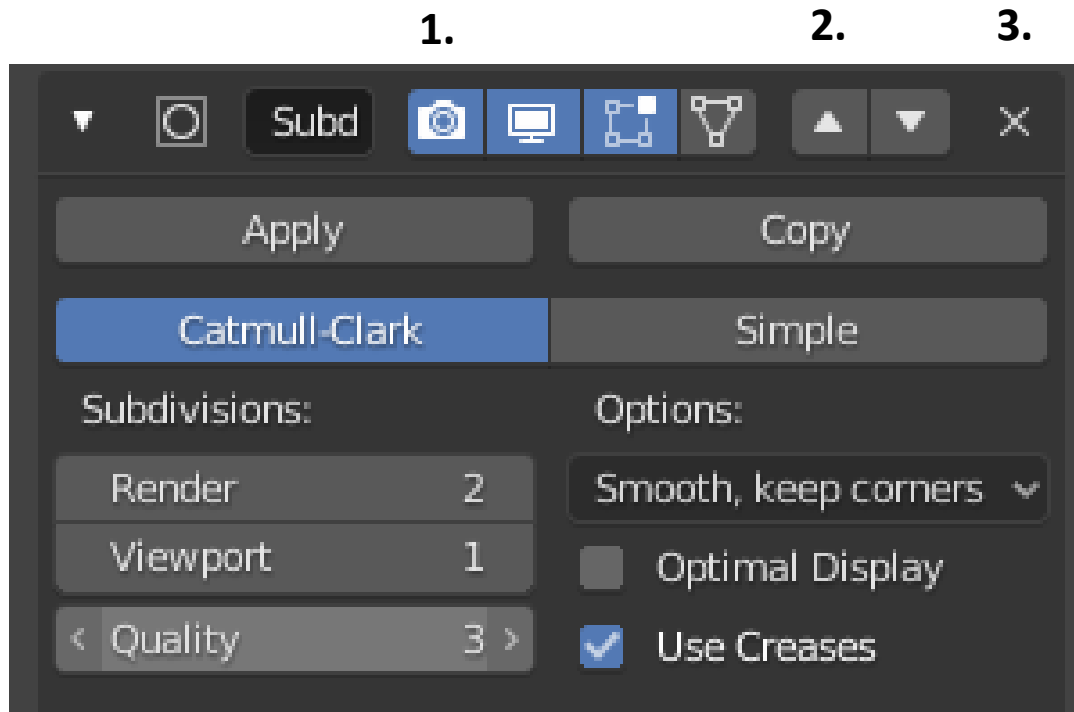 1. 2. 3.
Subd
Apply Copy
Catmull-Clark Simple
Subdivisions: Options:
Render 2 Smooth, keep corners
Viewport 1 Optimal Display
Quality 3 Use Creases